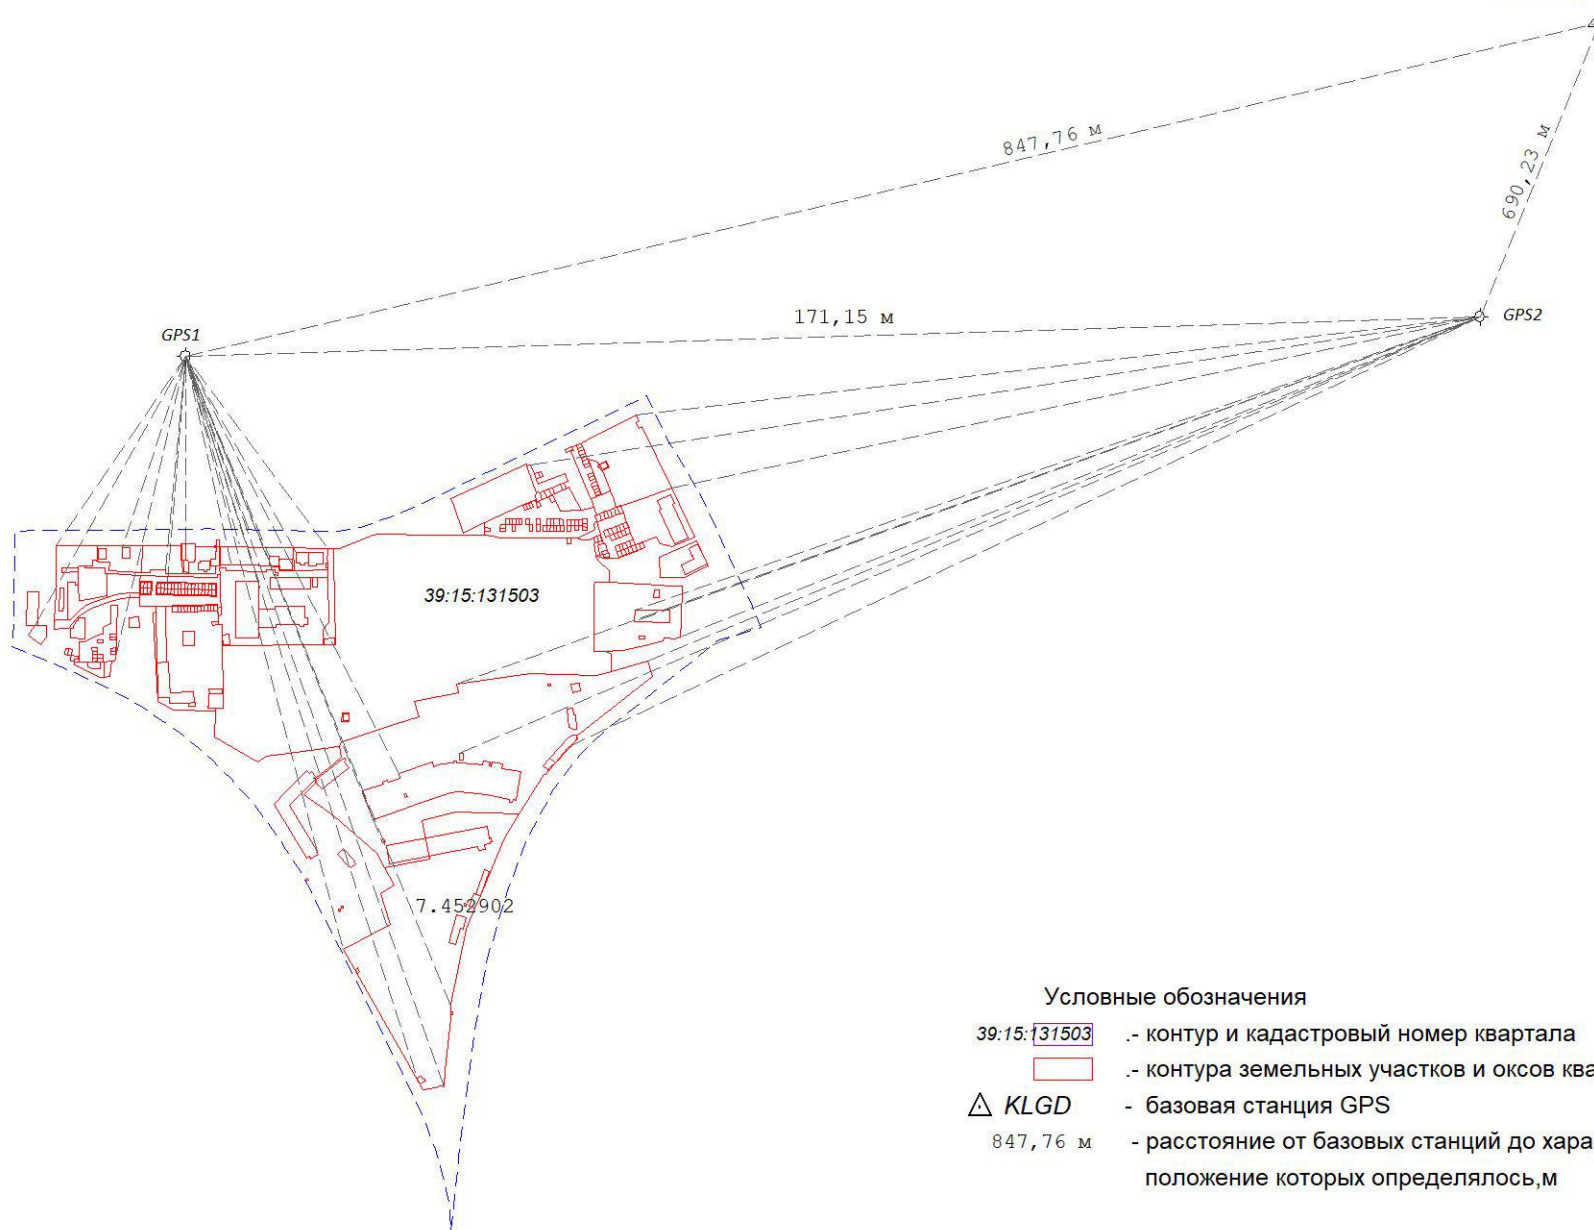 847,76 м
690,23 м
171,15 м
GPS1
GPS2
39:15:131503
7.452902
Условные обозначения
39:15:131503 .- контур и кадастровый номер квартала
.- контура земельных участков и оксов ква
KLGD - базовая станция GPS
847,76 м - расстояние от базовых станций до хара
положение которых определялось,м